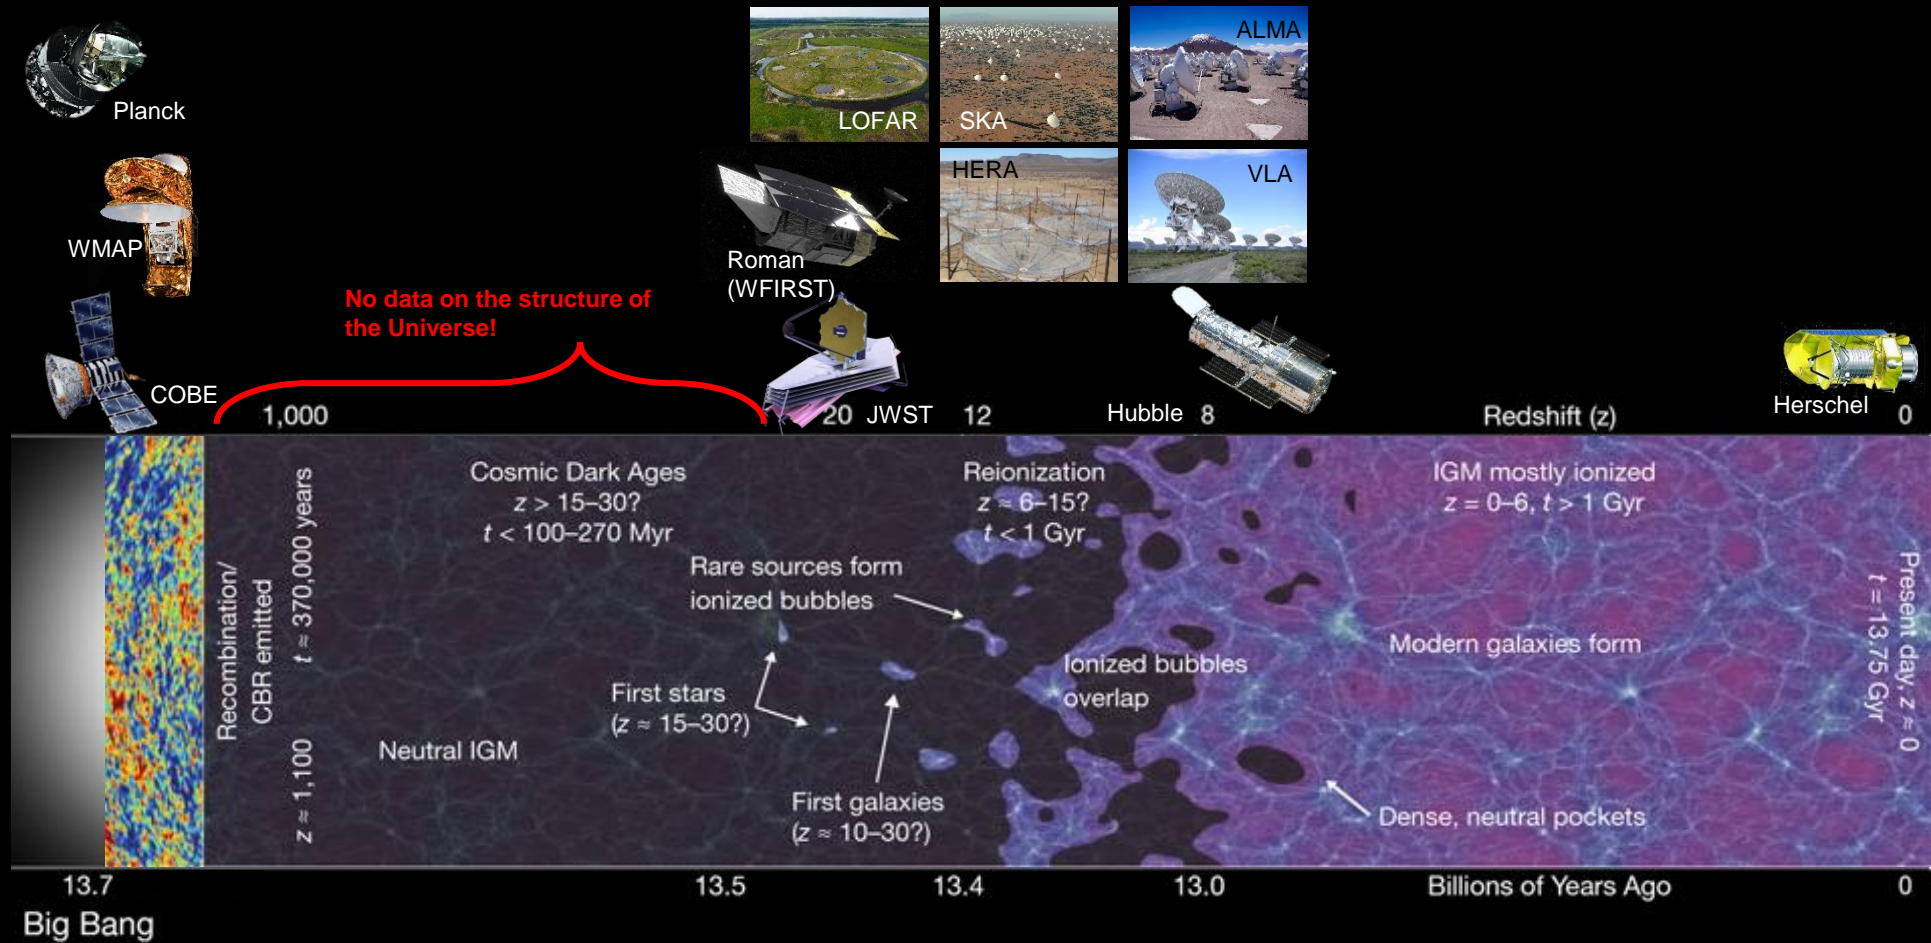 Planck
LOFAR
SKA
ALMA
WMAP
Roman
(WFIRST)
HERA
VLA
No data on the structure of
the Universe!
COBE
JWST
Hubble
Herschel
1,000
20
12
8
Redshift (z)
0
Recombination/
CBR emitted
t ≈ 370,000 years
z ≈ 1,100
Cosmic Dark Ages
z > 15–30?
t < 100–270 Myr
Reionization
z ≈ 6–15?
t < 1 Gyr
IGM mostly ionized
z = 0–6, t > 1 Gyr
Rare sources form
ionized bubbles
First stars
(z ≈ 15–30?)
Neutral IGM
First galaxies
(z ≈ 10–30?)
Ionized bubbles
overlap
Modern galaxies form
Dense, neutral pockets
Present day, z ≈ 0
t = 13.75 Gyr
13.7
13.5
13.4
13.0
Billions of Years Ago
0
Big Bang